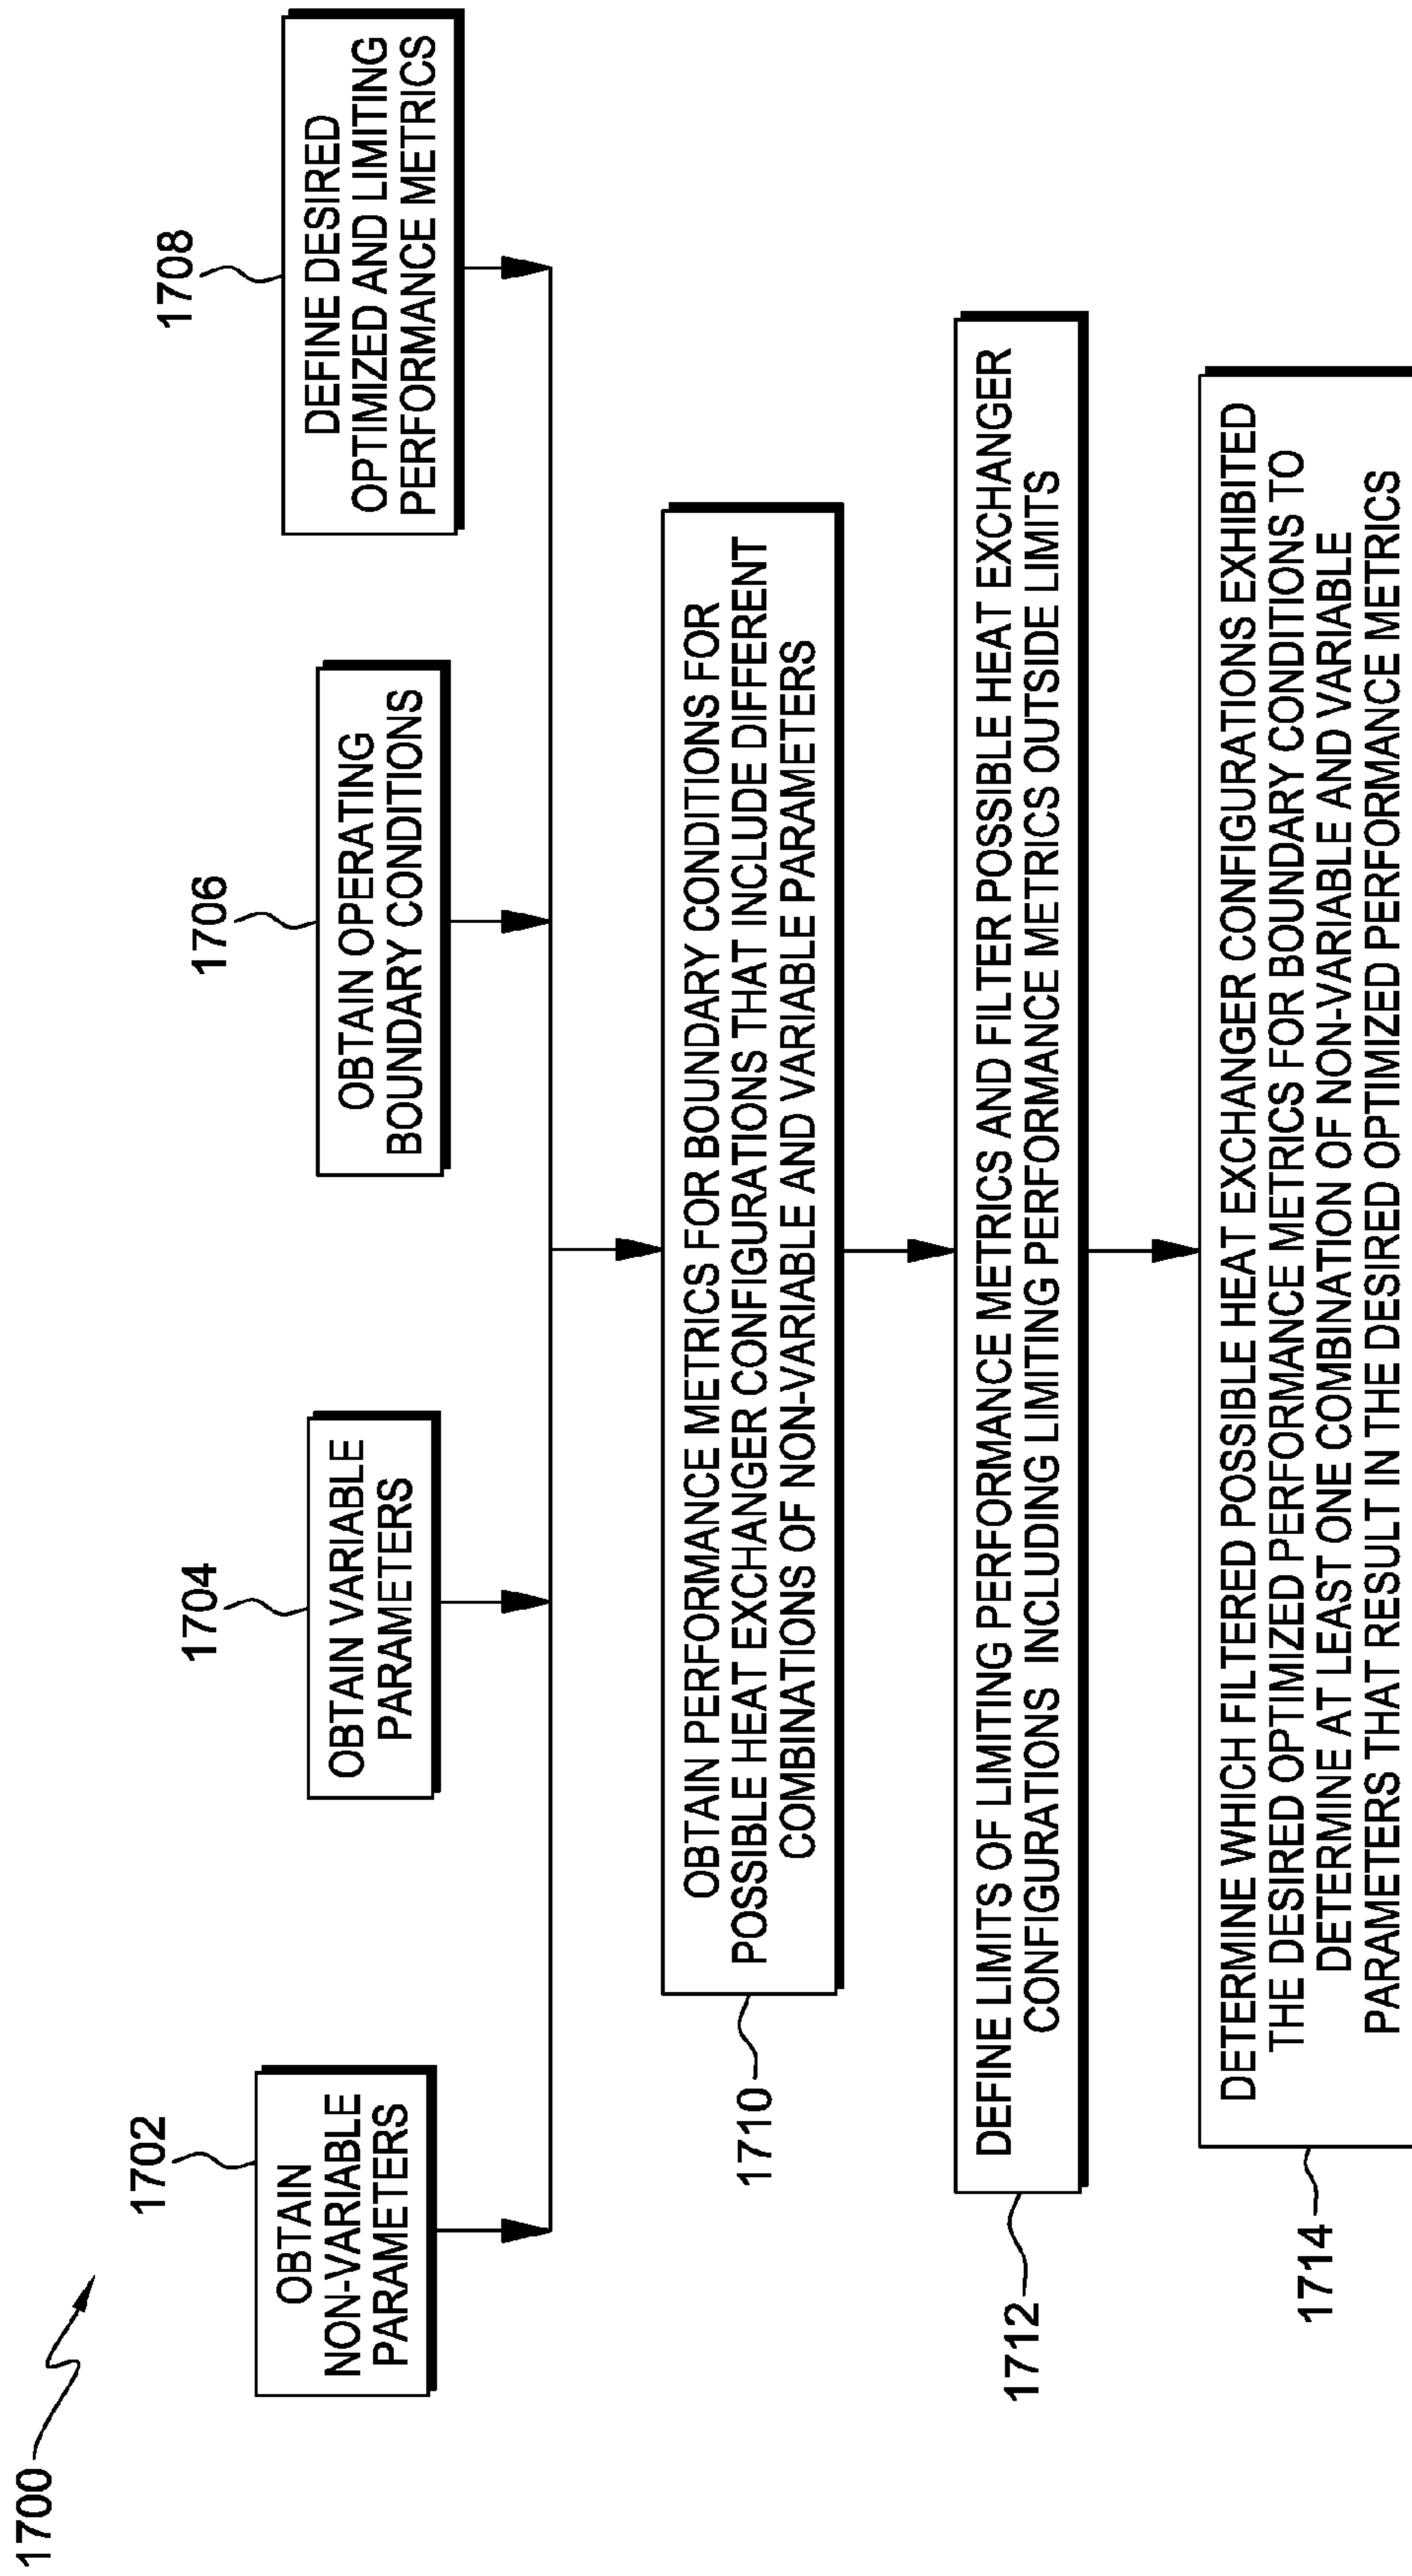 1700
1702
OBTAIN
NON-VARIABLE
PARAMETERS
1704
OBTAIN VARIABLE
PARAMETERS
1706
OBTAIN OPERATING
BOUNDARY CONDITIONS
1708
DEFINE DESIRED
OPTIMIZED AND LIMITING
PERFORMANCE METRICS
1710
OBTAIN PERFORMANCE METRICS FOR BOUNDARY CONDITIONS FOR
POSSIBLE HEAT EXCHANGER CONFIGURATIONS THAT INCLUDE DIFFERENT
COMBINATIONS OF NON-VARIABLE AND VARIABLE PARAMETERS
1712
DEFINE LIMITS OF LIMITING PERFORMANCE METRICS AND FILTER POSSIBLE HEAT EXCHANGER
CONFIGURATIONS INCLUDING LIMITING PERFORMANCE METRICS OUTSIDE LIMITS
1714
DETERMINE WHICH FILTERED POSSIBLE HEAT EXCHANGER CONFIGURATIONS EXHIBITED
THE DESIRED OPTIMIZED PERFORMANCE METRICS FOR BOUNDARY CONDITIONS TO
DETERMINE AT LEAST ONE COMBINATION OF NON-VARIABLE AND VARIABLE
PARAMETERS THAT RESULT IN THE DESIRED OPTIMIZED PERFORMANCE METRICS